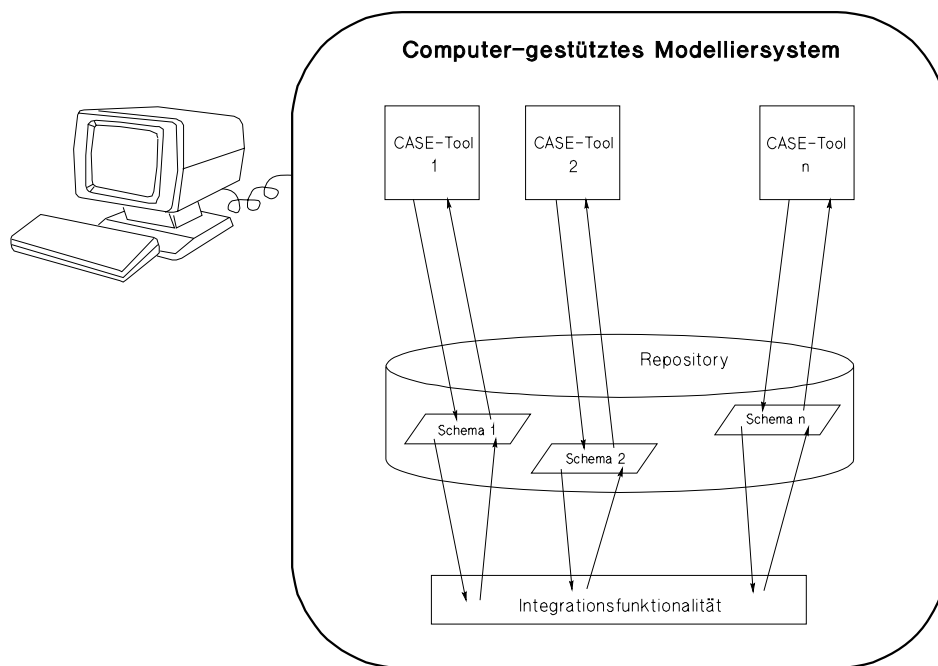 Computer-gestütztes Modelliersystem
CASE-Tool
1
CASE-Tool
2
CASE-Tool
n
Repository
Schema 1
Schema 2
Schema n
Integrationsfunktionalität